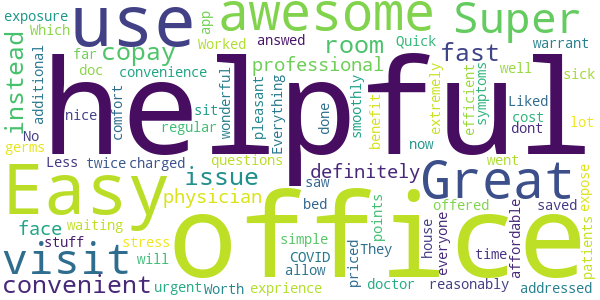 exposure
Which
use
app
awesome
Super
Worked
answed
Quick
warrant
instead
additional
far
copay
doc
room
fast
convenience
professional
well
sick
helpful
nice
comfort
wonderful
pleasant
Everything
done
smoothly
benefit
extremely
efficient
symptoms
Liked
cost
No
regular
sit
now
dont
lot
germs
Less
twice
charged
questions
went
Easy
issue
definitely
Great
saw
physician
bed
points
offered
saved
expose
face
waiting
office
everyone
affordable
patients
visit
stuff
stress
simple
They
house
time
COVID
priced
doctor
will
allow
reasonably
addressed
convenient
urgent
Worth
exprience